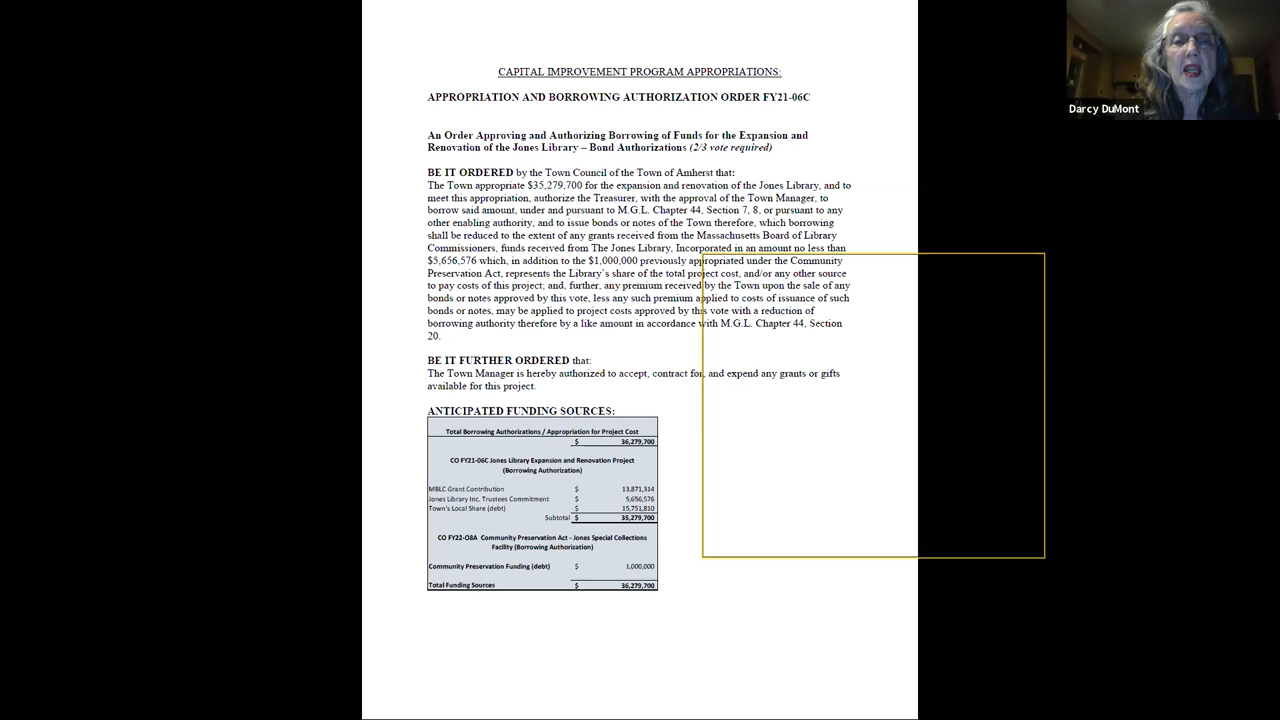 CAPITAL IMPROVEMENT PROGRAM APPROPRIATIONS:
APPROPRIATION AND BORROWING AUTHORIZATION ORDER FY21-06C
An Order Approving and Authorizing Borrowing of Funds for the Expansion and
Renovation of the Jones Library – Bond Authorizations (2/3 vote required)
BE IT ORDERED by the Town Council of the Town of Amherst that:
The Town appropriate $35,279,700 for the expansion and renovation of the Jones Library, and to
meet this appropriation, authorize the Treasurer, with the approval of the Town Manager, to
borrow said amount, under and pursuant to M.G.L. Chapter 44, Section 7, 8, or pursuant to any
other enabling authority, and to issue bonds or notes of the Town therefore, which borrowing
shall be reduced to the extent of any grants received from the Massachusetts Board of Library
Commissioners, funds received from The Jones Library, Incorporated in an amount no less than
$5,656,576 which, in addition to the $1,000,000 previously appropriated under the Community
Preservation Act, represents the Library's share of the total project cost, and/or any other source
to pay costs of this project; and, further, any premium received by the Town upon the sale of any
bonds or notes approved by this vote, less any such premium applied to costs of issuance of such
bonds or notes, may be applied to project costs approved by this vote with a reduction of
borrowing authority therefore by a like amount in accordance with M.G.L. Chapter 44, Section
20.
BE IT FURTHER ORDERED that:
The Town Manager is hereby authorized to accept, contract for, and expend any grants or gifts
available for this project.
ANTICIPATED FUNDING SOURCES:
Total Borrowing Authorizations / Appropriation for Project Cost
$ 36,279,700
CO FY21-06C Jones Library Expansion and Renovation Project
(Borrowing Authorization)
MBLC Grant Contribution $ 13,871,314
Jones Library Inc. Trustees Commitment $ 5,656,576
Town's Local Share (debt) $ 15,751,810
Subtotal $ 35,279,700
CO FY22-08A Community Preservation Act - Jones Special Collections
Facility (Borrowing Authorization)
Community Preservation Funding (debt) $ 1,000,000
Total Funding Sources $ 36,279,700
Darcy DuMont